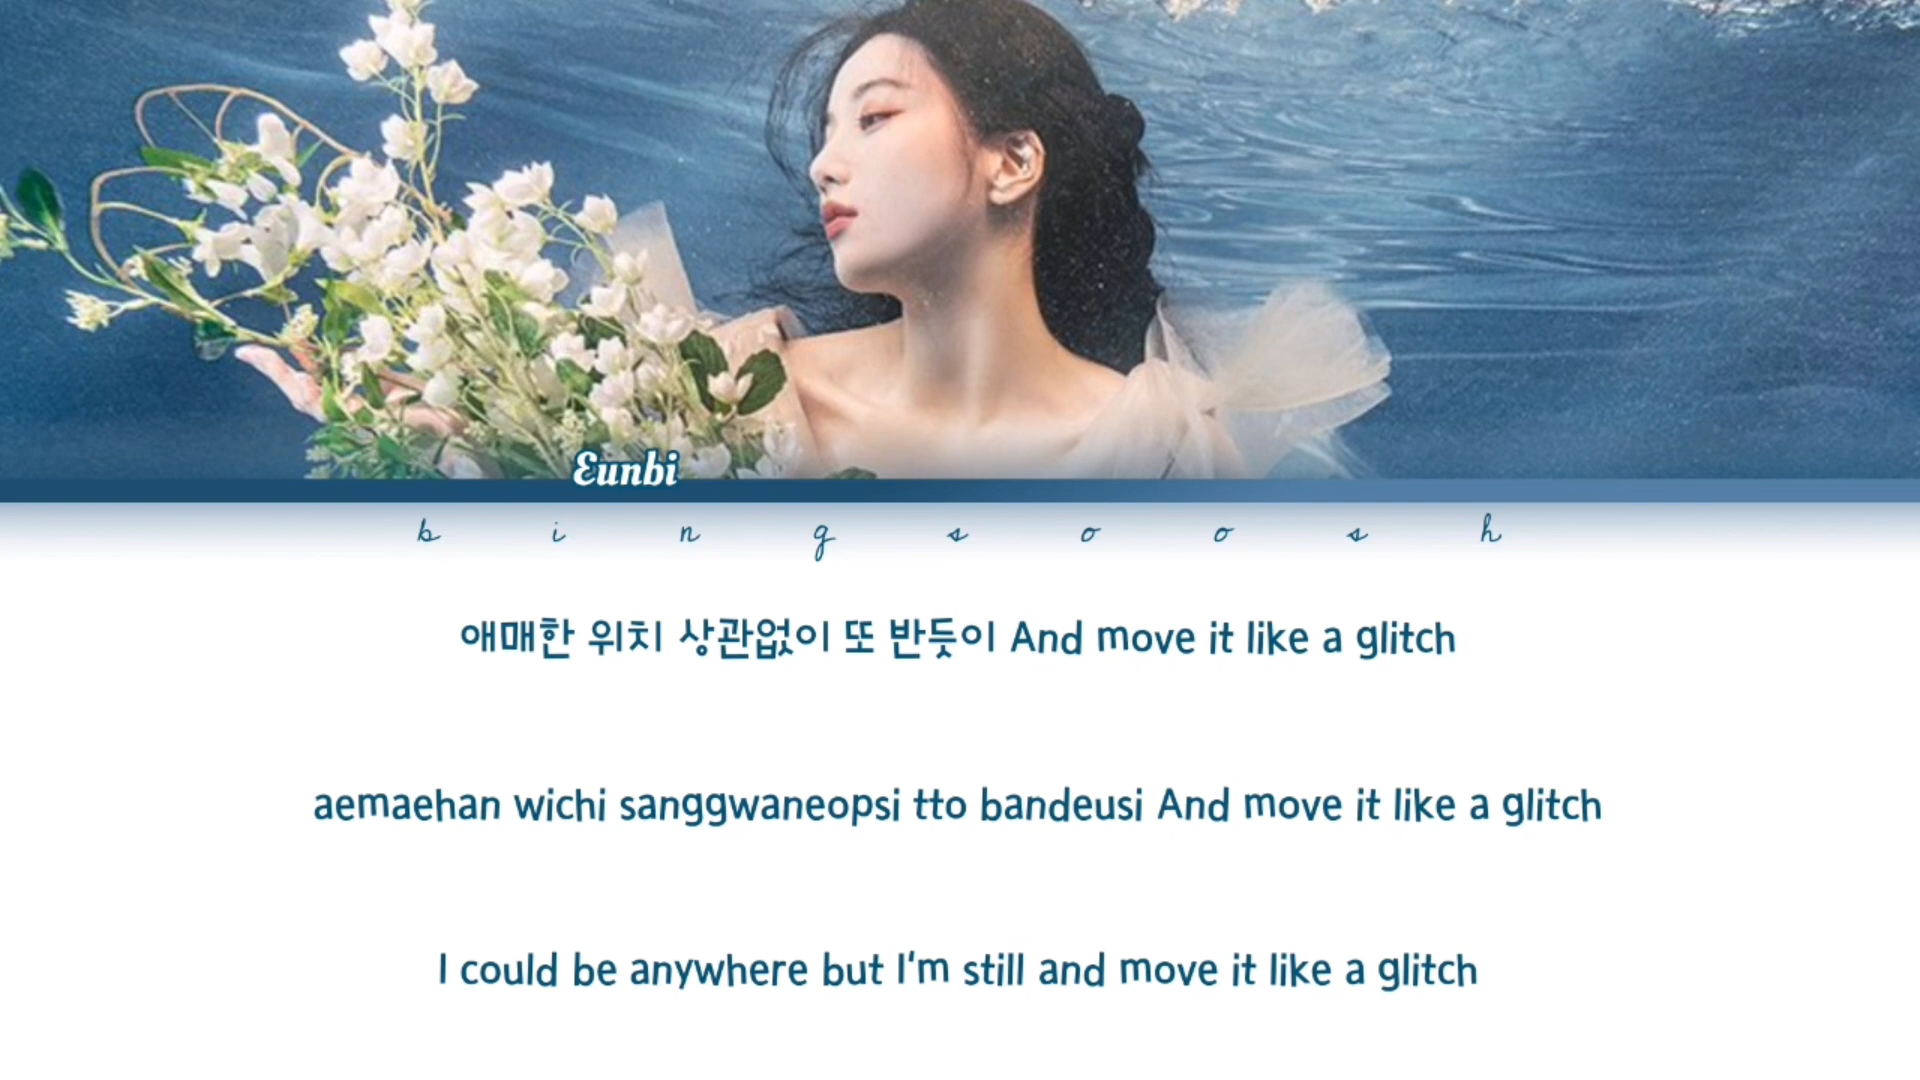 Eunbi
bingsoosh
애매한 위치 상관없이 또 반듯이 And move it like a glitch
aemaehan wichi sanggwaneopsi tto bandeusi And move it like a glitch
I could be anywhere but I'm still and move it like a glitch